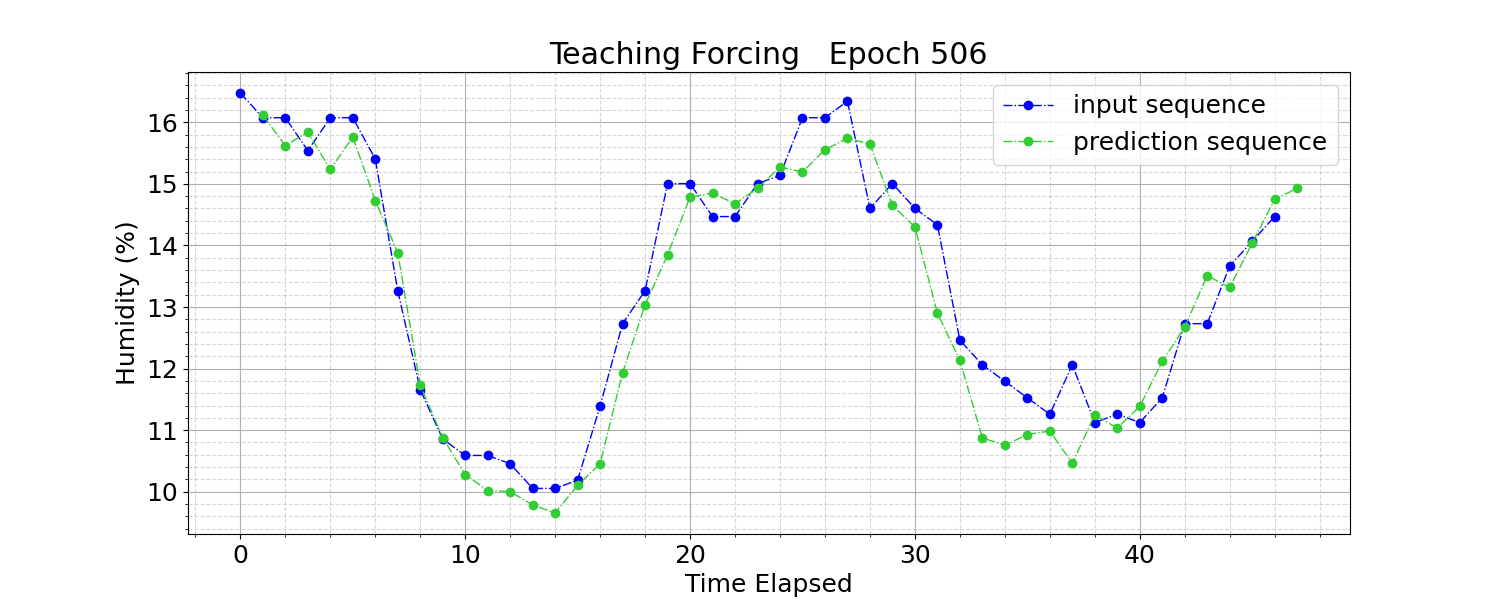 Teaching Forcing   Epoch 506
input sequence
prediction sequence
Humidity (%)
16
15
14
13
12
11
10
0 10 20 30 40
Time Elapsed